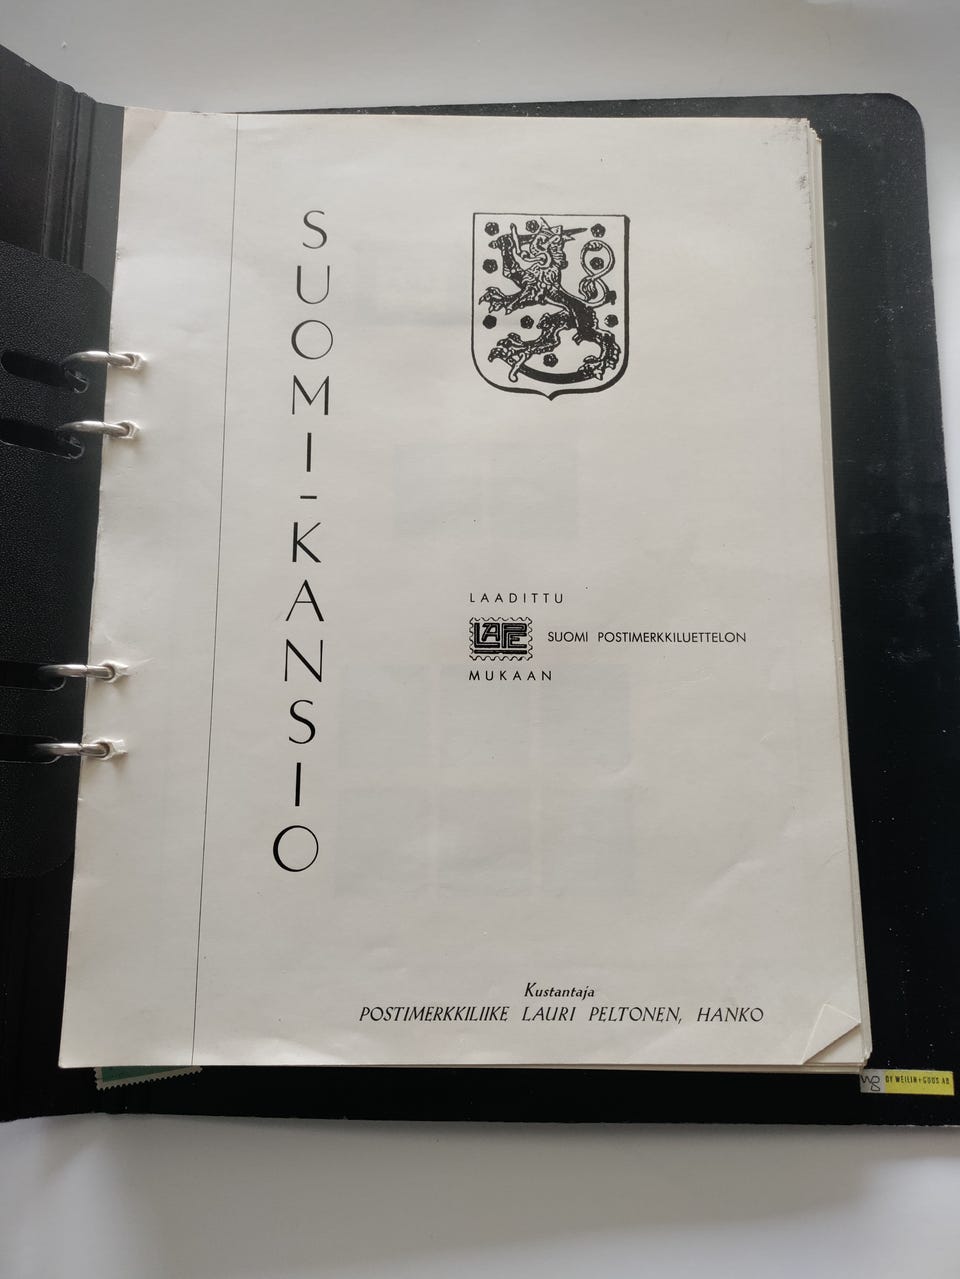 SUOMI-KANSIO
LAADITTU
LAPE SUOMI POSTIMERKKILUETTELON
MUKAAN
Kustantaja
POSTIMERKKILIIKE LAURI PELTONEN, HANKO
OY WEILIN+GÖÖS AB